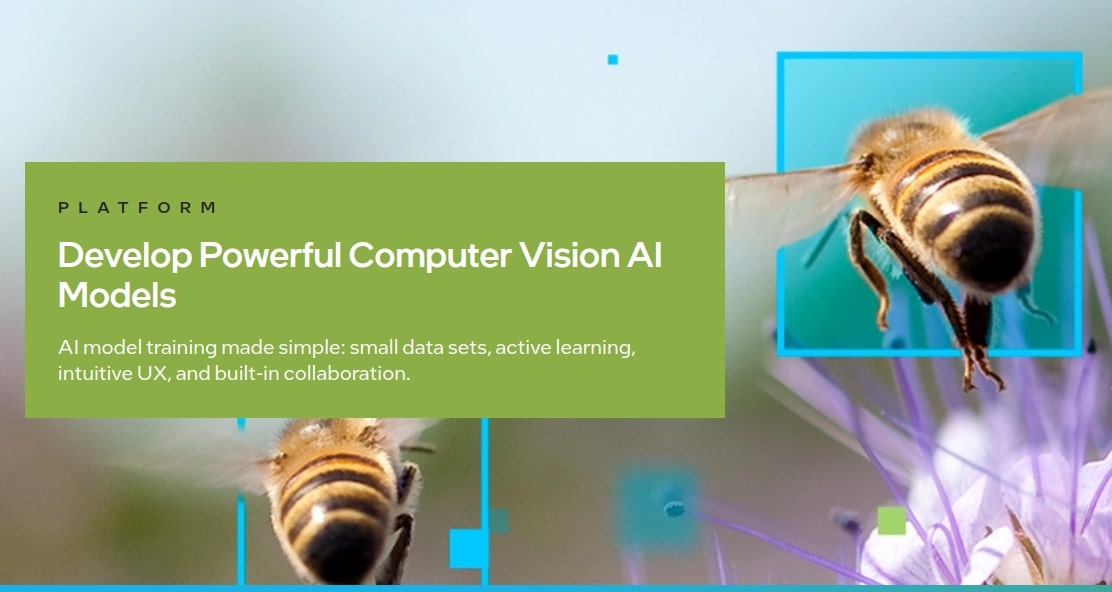 PLATFORM
Develop Powerful Computer Vision AI
Models
AI model training made simple: small data sets, active learning,
intuitive UX, and built-in collaboration.